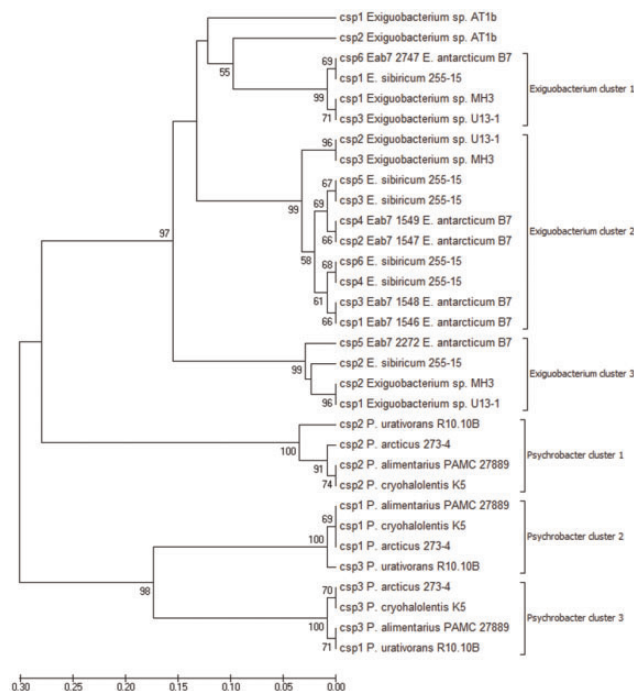 csp1 Exiguobacterium sp. AT1b
csp2 Exiguobacterium sp. AT1b
55
csp6 Eab7 2747 E. antarcticum B7
69
csp1 E. sibiricum 255-15
99
csp1 Exiguobacterium sp. MH3
71
csp3 Exiguobacterium sp. U13-1
Exiguobacterium cluster 1
csp2 Exiguobacterium sp. U13-1
96
csp3 Exiguobacterium sp. MH3
csp5 E. sibiricum 255-15
67
csp3 E. sibiricum 255-15
69
99
csp4 Eab7 1549 E. antarcticum B7
66
csp2 Eab7 1547 E. antarcticum B7
58
csp6 E. sibiricum 255-15
68
csp4 E. sibiricum 255-15
61
csp3 Eab7 1548 E. antarcticum B7
66
csp1 Eab7 1546 E. antarcticum B7
Exiguobacterium cluster 2
97
csp5 Eab7 2272 E. antarcticum B7
99
csp2 E. sibiricum 255-15
csp2 Exiguobacterium sp. MH3
96
csp1 Exiguobacterium sp. U13-1
Exiguobacterium cluster 3
csp2 P. urativorans R10.10B
100
csp2 P. arcticus 273-4
91
csp2 P. alimentarius PAMC 27889
74
csp2 P. cryohalolentis K5
Psychrobacter cluster 1
csp1 P. alimentarius PAMC 27889
69
csp1 P. cryohalolentis K5
100
csp1 P. arcticus 273-4
csp3 P. urativorans R10.10B
Psychrobacter cluster 2
98
csp3 P. arcticus 273-4
70
csp3 P. cryohalolentis K5
100
csp3 P. alimentarius PAMC 27889
71
csp1 P. urativorans R10.10B
Psychrobacter cluster 3
0.30 0.25 0.20 0.15 0.10 0.05 0.00